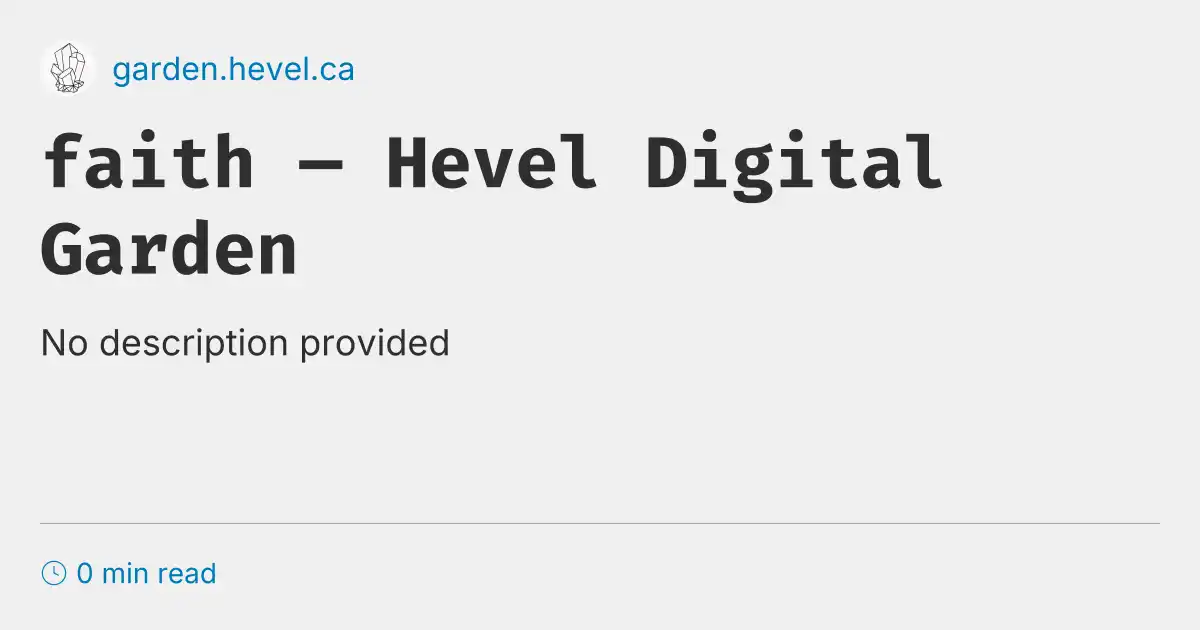 garden.hevel.ca
faith — Hevel Digital
Garden
No description provided
0 min read